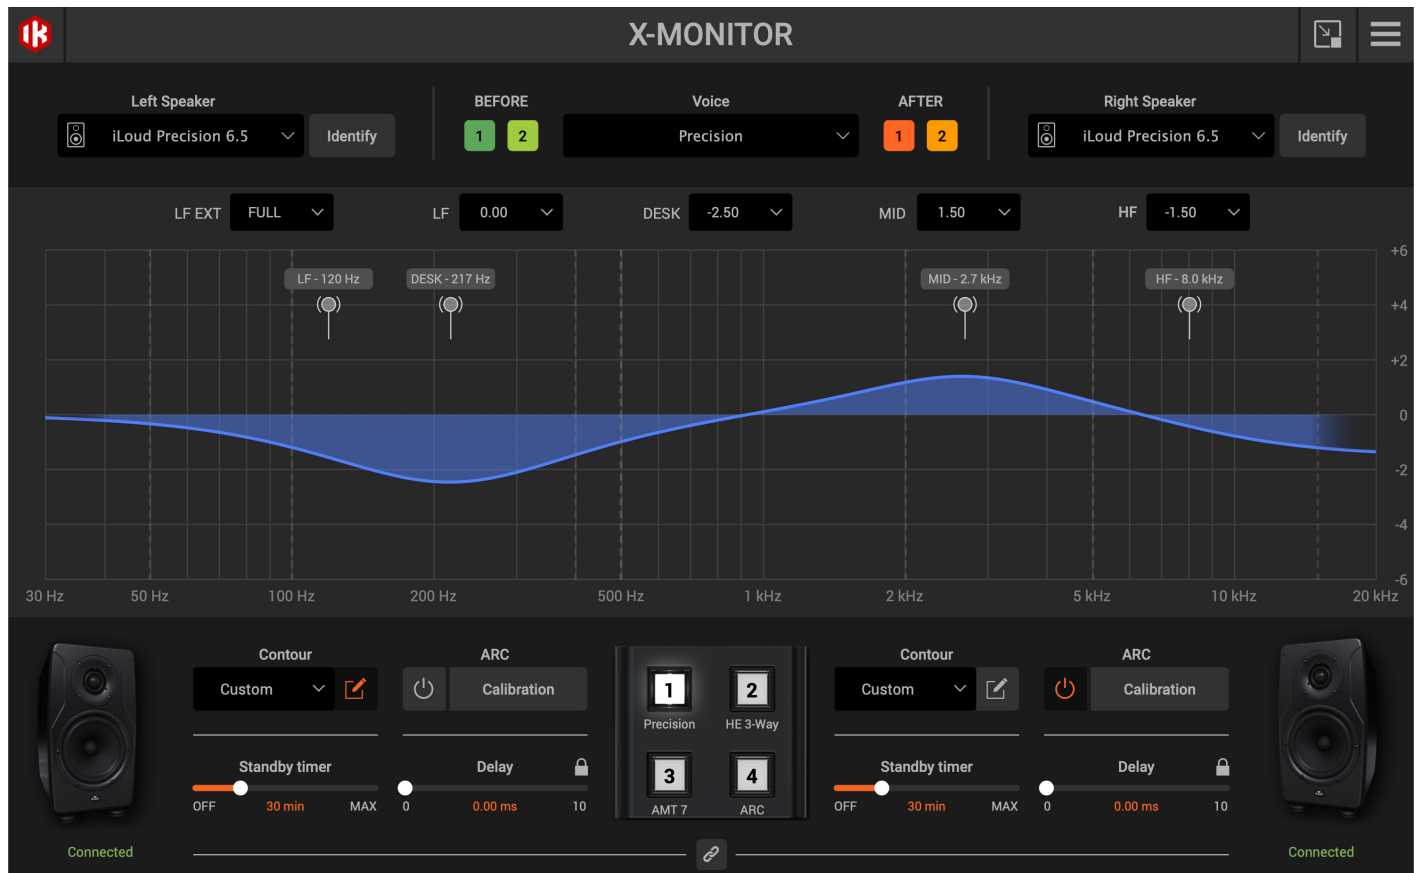 X-MONITOR
Left Speaker BEFORE Voice AFTER Right Speaker
iLoud Precision 6.5 Identify 1 2 Precision 1 2 iLoud Precision 6.5 Identify
LF EXT FULL LF 0.00 DESK -2.50 MID 1.50 HF -1.50
+6
LF - 120 Hz DESK - 217 Hz MID - 2.7 kHz HF - 8.0 kHz
+4
+2
0
-2
-4
-6
30 Hz 50 Hz 100 Hz 200 Hz 500 Hz 1 kHz 2 kHz 5 kHz 10 kHz 20 kHz
Contour ARC Contour ARC
Custom Calibration 1 2 Custom Calibration
Precision HE 3-Way
Standby timer Delay 3 4 Standby timer Delay
OFF 30 min MAX 0 0.00 ms 10 AMT 7 ARC OFF 30 min MAX 0 0.00 ms 10
Connected Connected